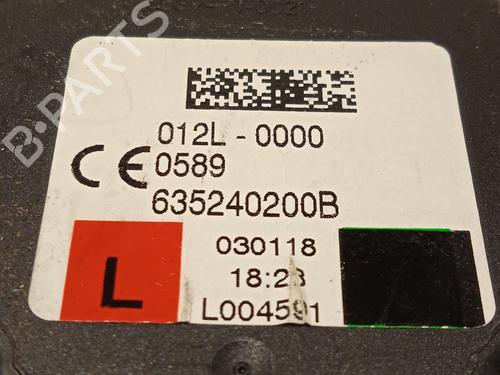 012L - 0000
CE 0589
635240200B
030118
18:23
L
L004591
B-PARTS